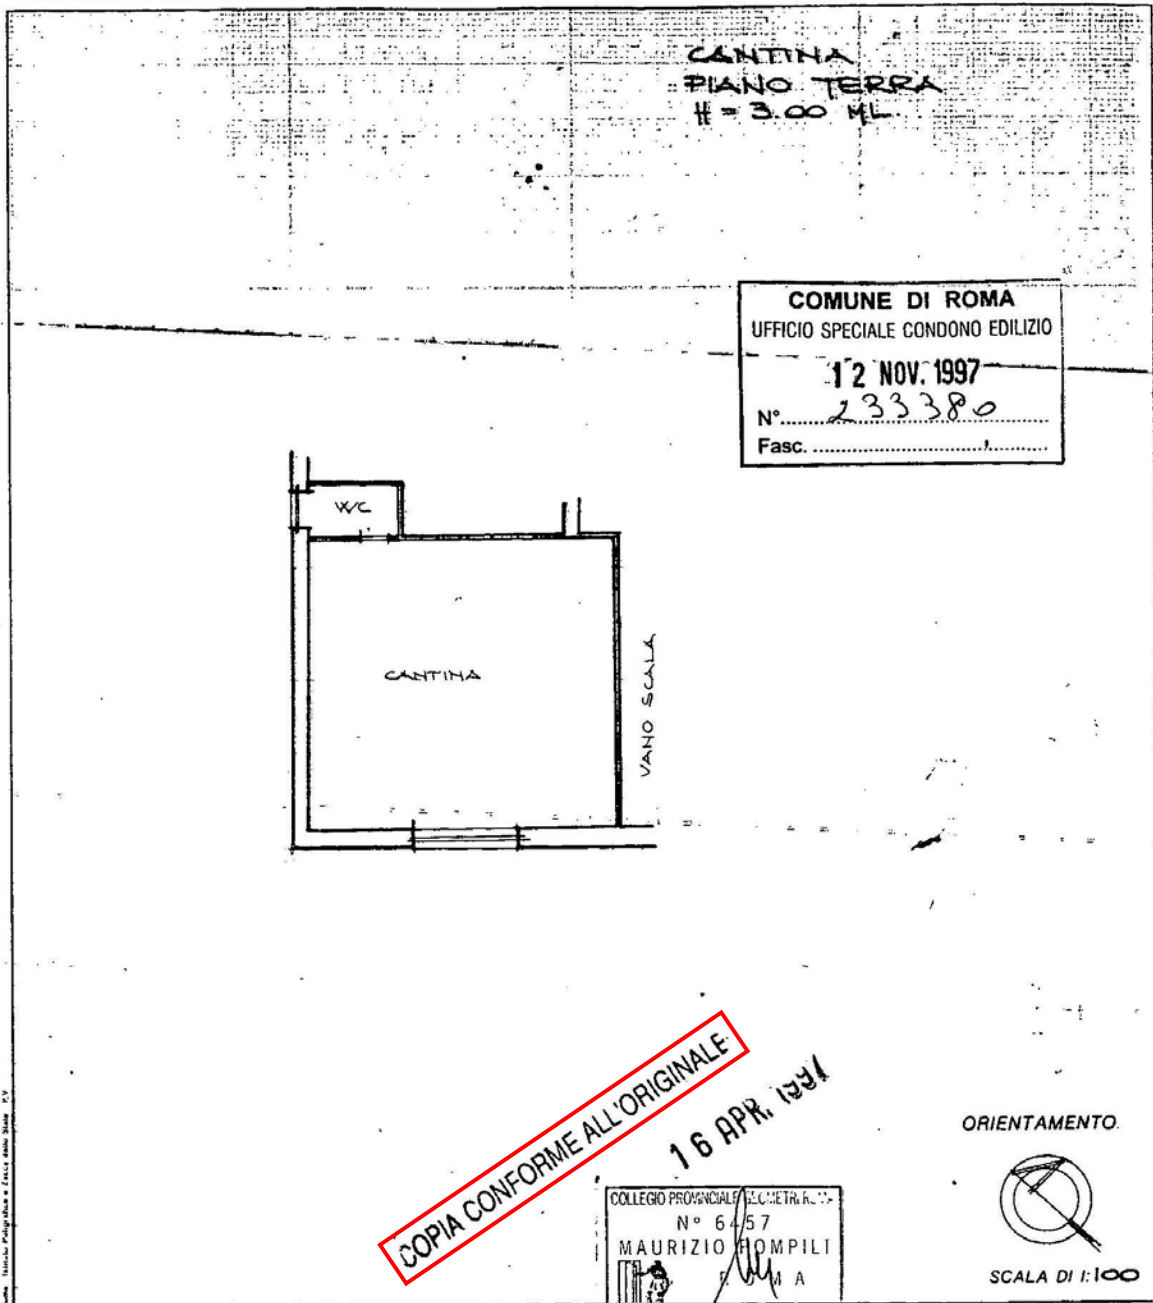 CANTINA
PIANO TERRA
H = 3.00 ML.
COMUNE DI ROMA
UFFICIO SPECIALE CONDONO EDILIZIO
12 NOV. 1997
N° 233380
Fasc.
W/C
CANTINA
VANO SCALA
COPIA CONFORME ALL'ORIGINALE
16 APR.
ORIENTAMENTO
COLLEGIO PROVINCIALE GEOMETRI
N° 6457
MAURIZIO POMPILI
ROMA
SCALA DI 1:100